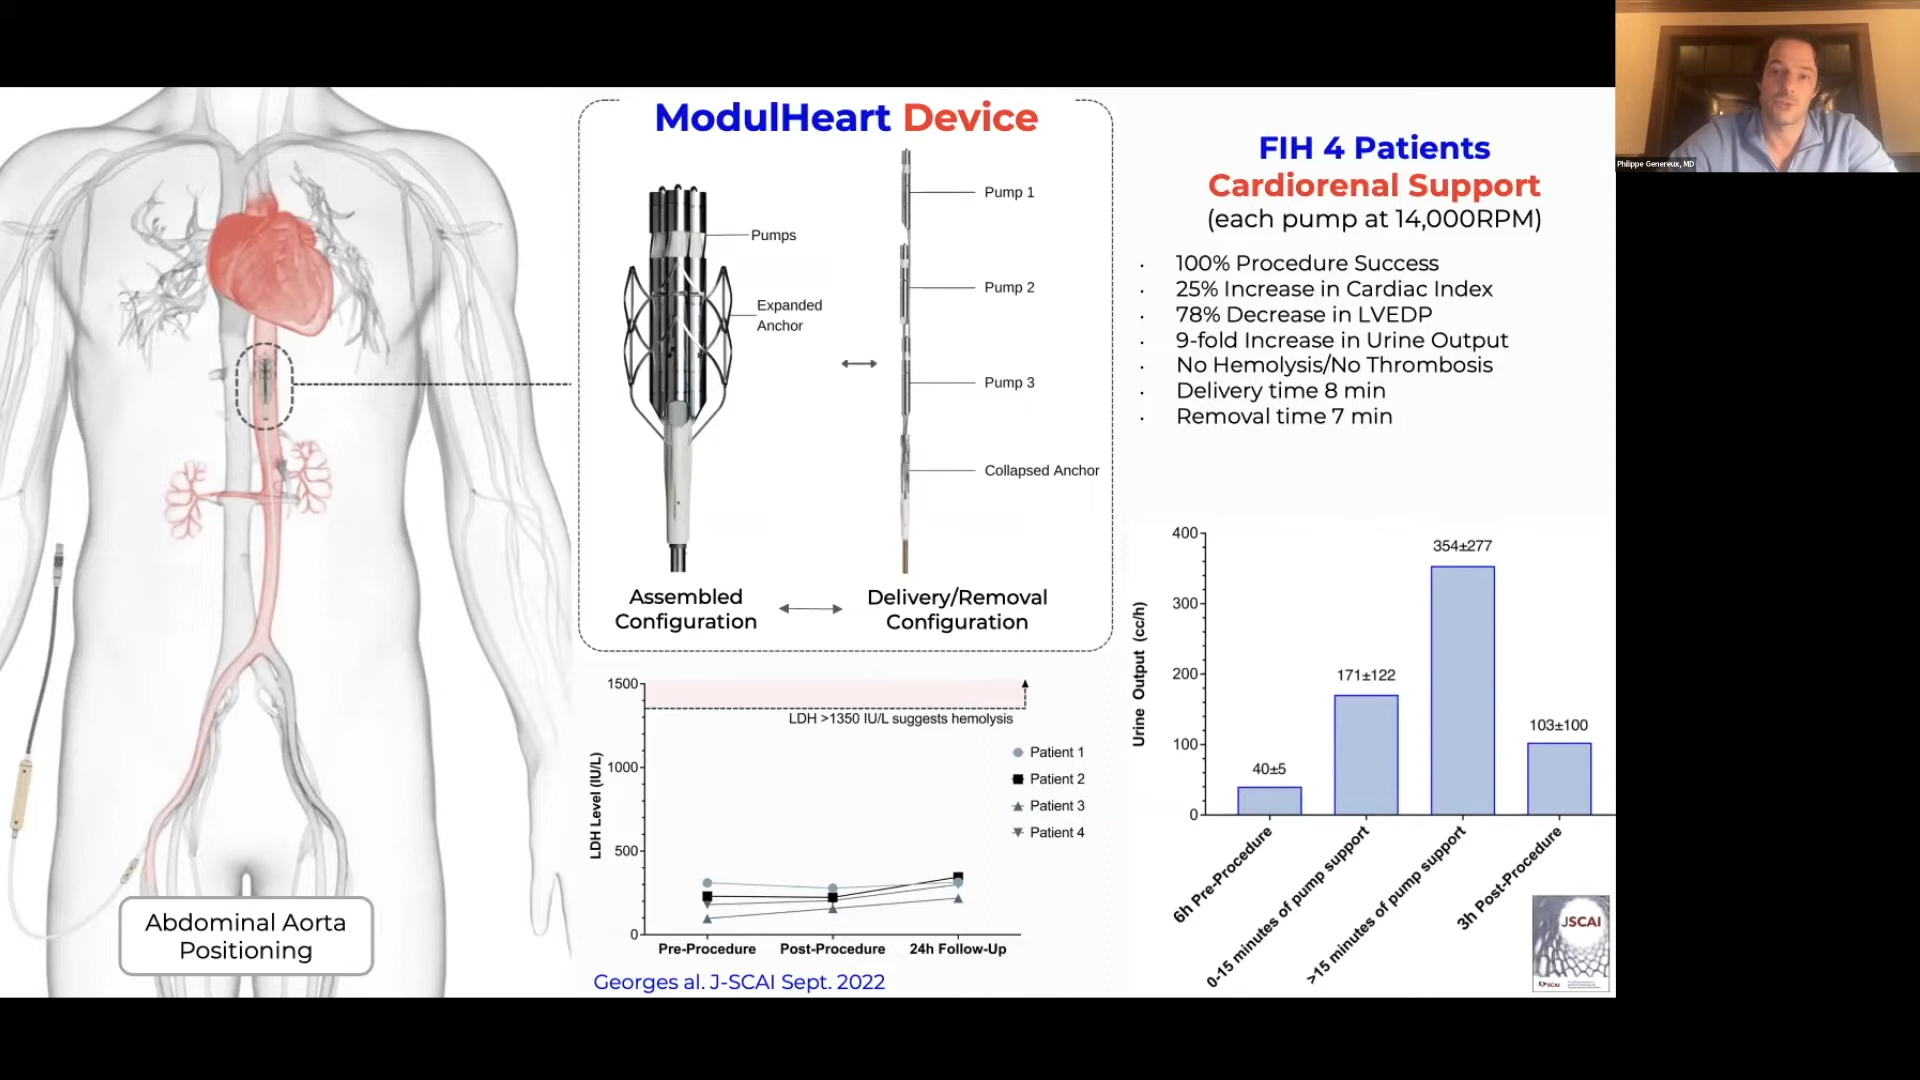 Philippe Genereux, MD
ModulHeart Device
Pumps
Expanded
Anchor
Pump 1
Pump 2
Pump 3
Collapsed Anchor
Assembled
Configuration
Delivery/Removal
Configuration
Abdominal Aorta
Positioning
FIH 4 Patients
Cardiorenal Support
(each pump at 14,000RPM)
· 100% Procedure Success
· 25% Increase in Cardiac Index
· 78% Decrease in LVEDP
· 9-fold Increase in Urine Output
· No Hemolysis/No Thrombosis
· Delivery time 8 min
· Removal time 7 min
LDH Level (IU/L)
1500
1000
500
0
LDH >1350 IU/L suggests hemolysis
Patient 1
Patient 2
Patient 3
Patient 4
Pre-Procedure
Post-Procedure
24h Follow-Up
Georges al. J-SCAI Sept. 2022
Urine Output (cc/h)
400
300
200
100
0
40±5
171±122
354±277
103±100
6h Pre-Procedure
0-15 minutes of pump support
>15 minutes of pump support
3h Post-Procedure
JSCAI
SCAI